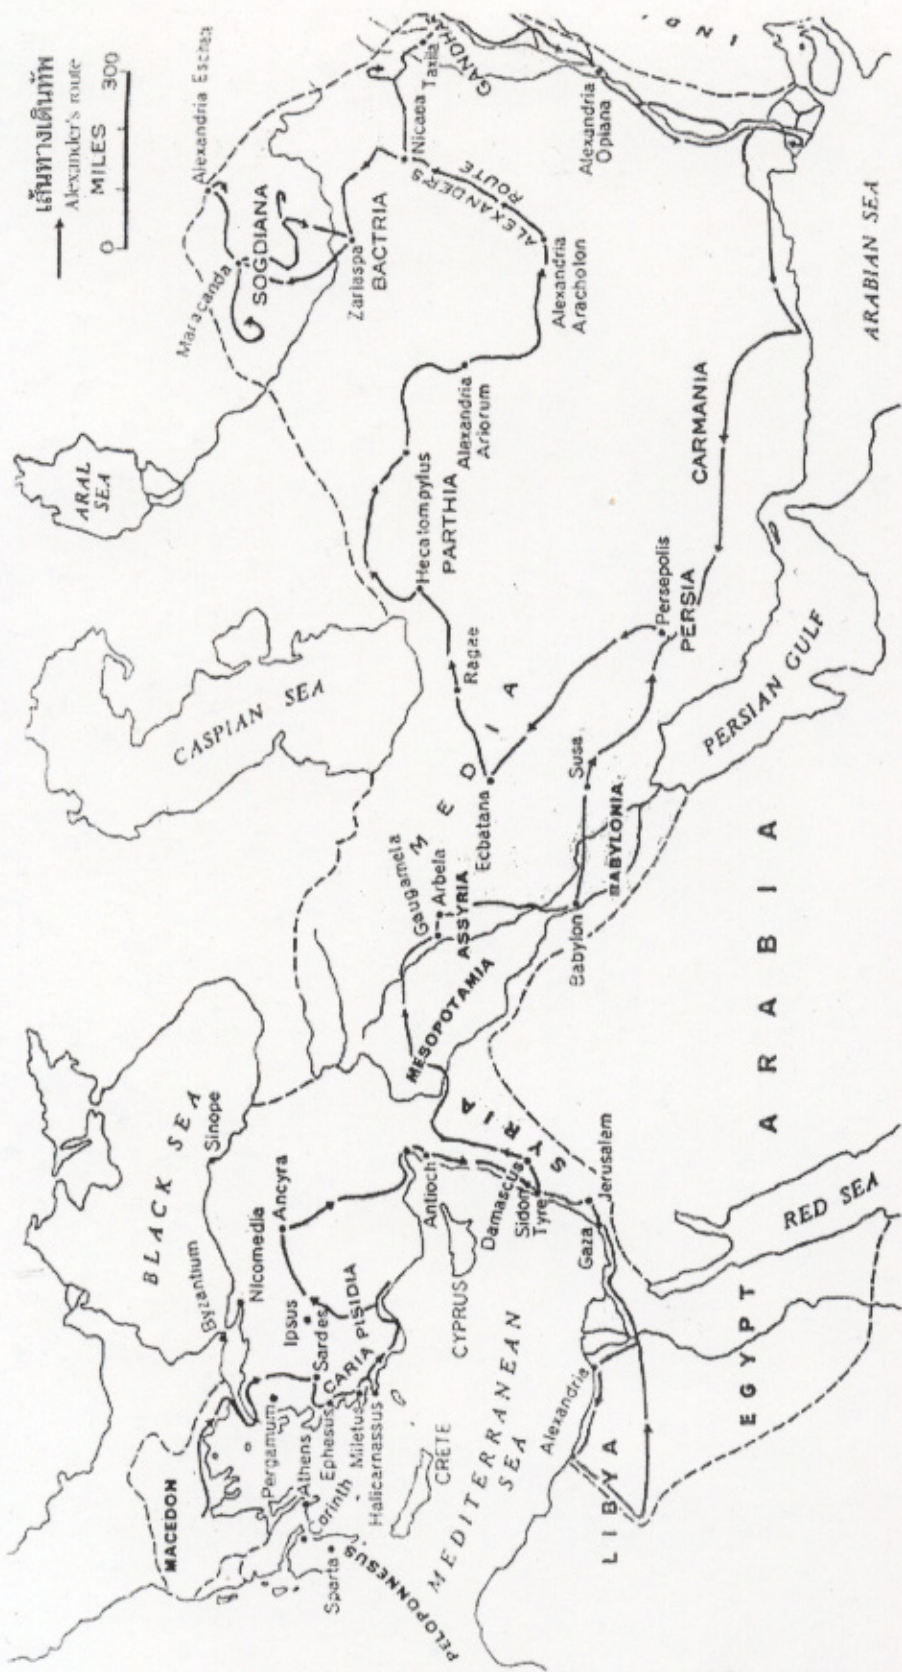 เส้นทางเดินทัพ
Alexander's route
MILES
0 300
Alexandria Eschata
Maracanda
SOGDIANA
Zariaspa
BACTRIA
Nicaea
Taxila
ALEXANDER'S
ROUTE
Alexandria
Opiana
Alexandria
Aracholon
ARABIAN SEA
ARAL
SEA
CASPIAN SEA
Hecatompylus
PARTHIA
Alexandria
Ariorum
CARMANIA
Ragae
MEDIA
Ecbatana
Persepolis
PERSIA
PERSIAN GULF
Susa
BABYLONIA
Babylon
Gaugamela
Arbela
ASSYRIA
MESOPOTAMIA
SYRIA
ARABIA
BLACK SEA
Sinope
Byzantium
Nicomedia
Ancyra
Ipsus
Sardes
PISIDIA
CARIA
Pergamum
Athens
Ephesus
Miletus
Halicarnassus
Corinth
Sparta
PELOPONNESUS
MACEDON
CRETE
CYPRUS
MEDITERRANEAN
SEA
Antioch
Damascus
Sidon
Tyre
Jerusalem
Gaza
RED SEA
Alexandria
LIBYA
EGYPT